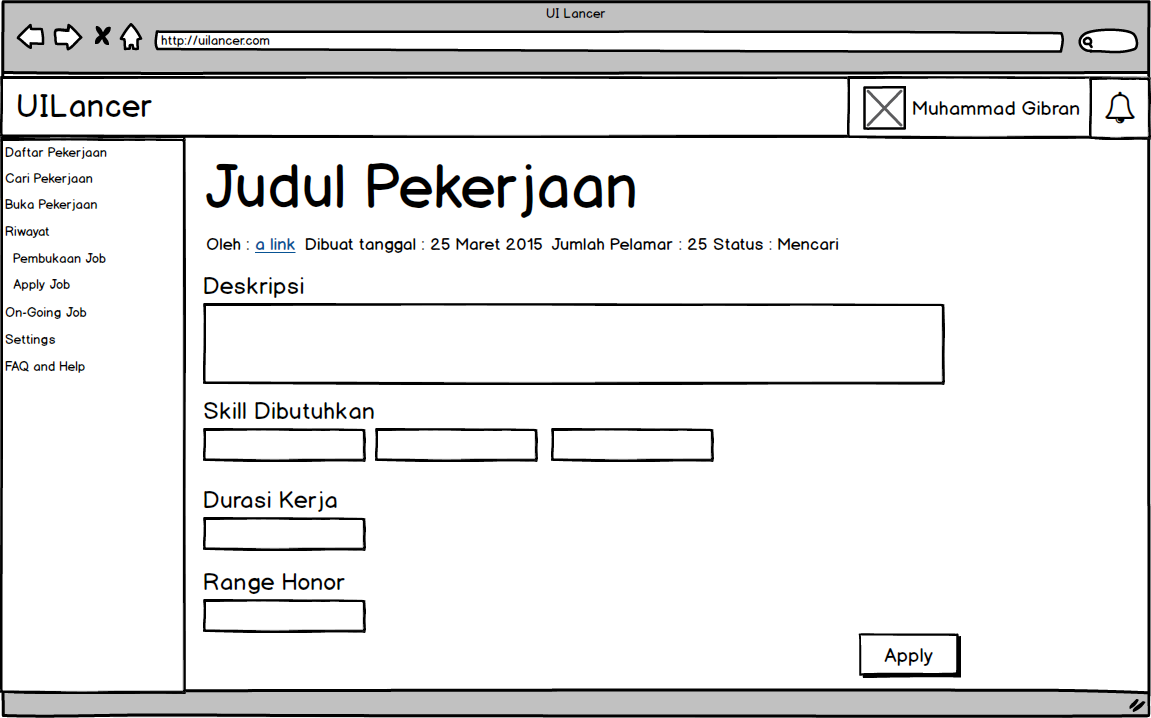 UI Lancer
http://uilancer.com
UILancer
Muhammad Gibran
Daftar Pekerjaan
Cari Pekerjaan
Buka Pekerjaan
Riwayat
Pembukaan Job
Apply Job
On-Going Job
Settings
FAQ and Help
Judul Pekerjaan
Oleh : a link Dibuat tanggal : 25 Maret 2015 Jumlah Pelamar : 25 Status : Mencari
Deskripsi
Skill Dibutuhkan
Durasi Kerja
Range Honor
Apply